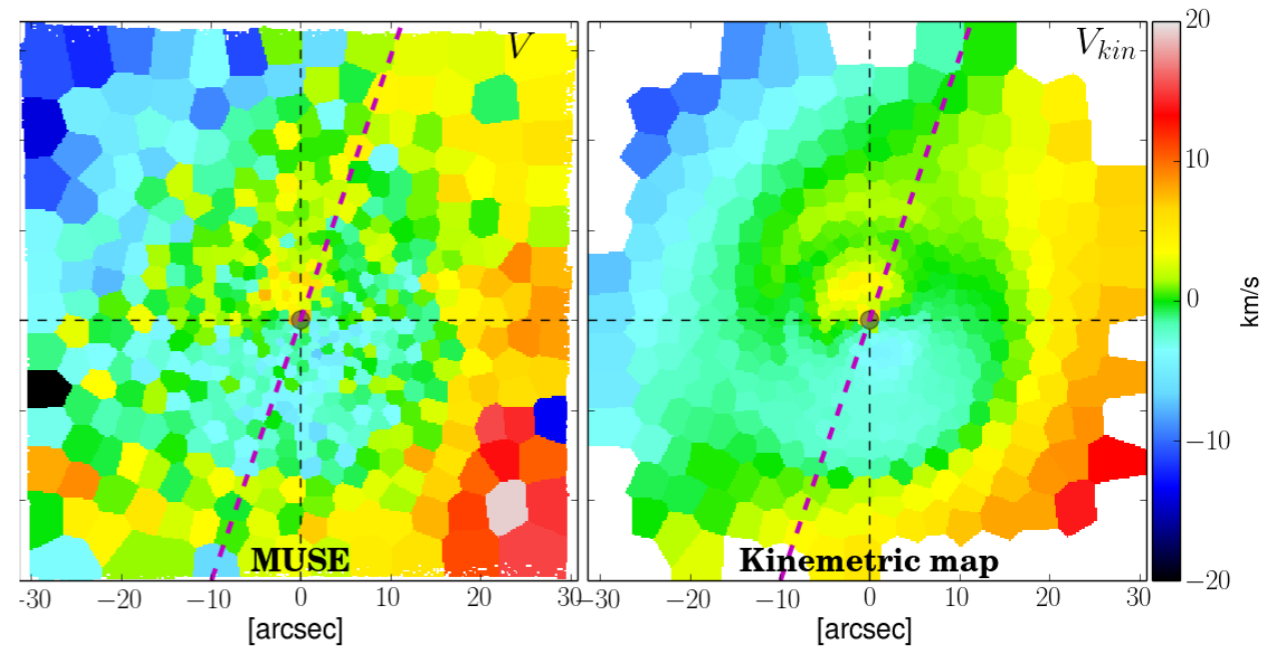 V
V_kin
MUSE
Kinemetric map
20
10
0
−10
−20
km/s
-30 −20 −10 0 10 20 30
−30 −20 −10 0 10 20 30
[arcsec]
[arcsec]